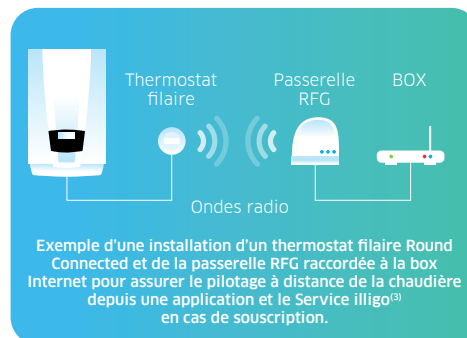 Thermostat
filaire
Passerelle
RFG
BOX
Ondes radio
Exemple d'une installation d'un thermostat filaire Round
Connected et de la passerelle RFG raccordée à la box
Internet pour assurer le pilotage à distance de la chaudière
depuis une application et le Service illigo(3)
en cas de souscription.